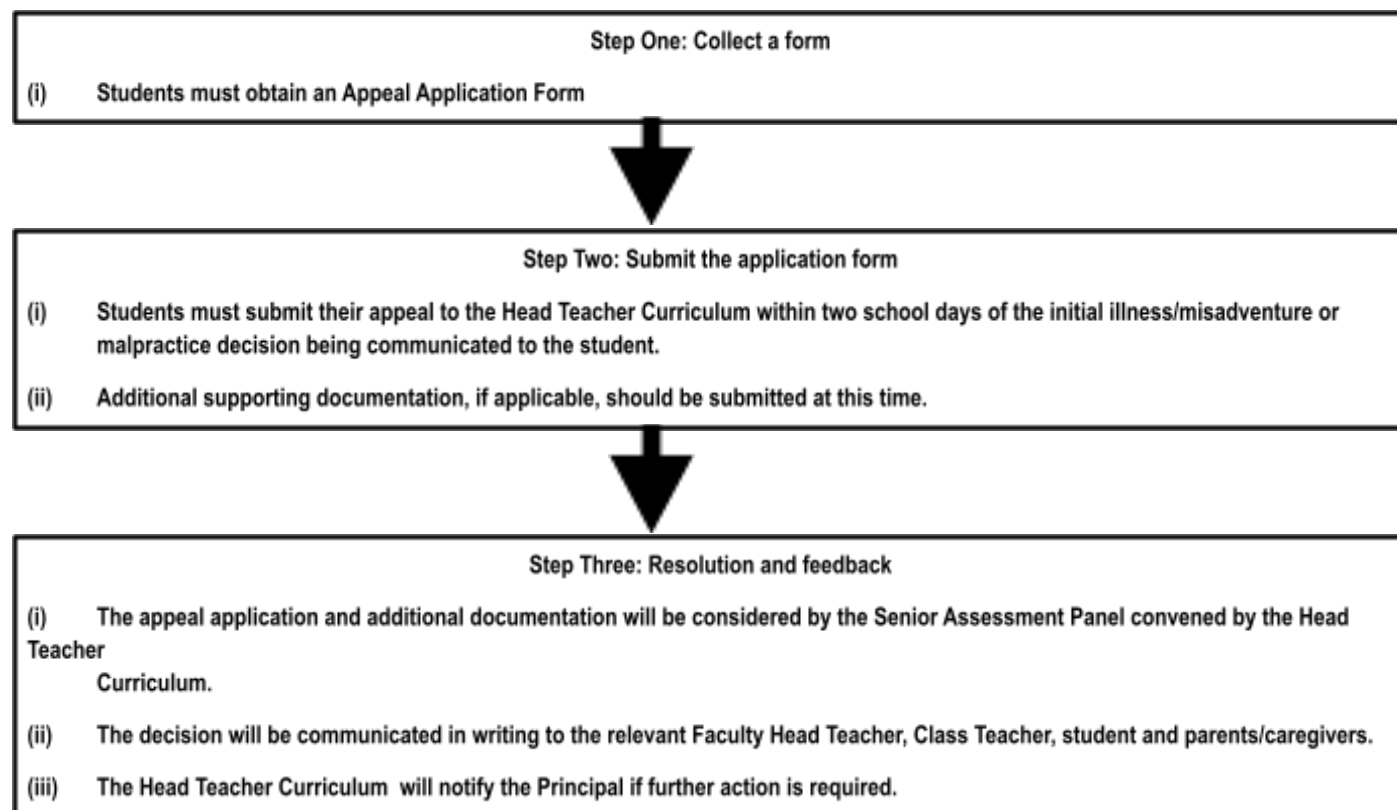 Step One: Collect a form
(i) Students must obtain an Appeal Application Form
Step Two: Submit the application form
(i) Students must submit their appeal to the Head Teacher Curriculum within two school days of the initial illness/misadventure or
malpractice decision being communicated to the student.
(ii) Additional supporting documentation, if applicable, should be submitted at this time.
Step Three: Resolution and feedback
(i) The appeal application and additional documentation will be considered by the Senior Assessment Panel convened by the Head
Teacher
Curriculum.
(ii) The decision will be communicated in writing to the relevant Faculty Head Teacher, Class Teacher, student and parents/caregivers.
(iii) The Head Teacher Curriculum will notify the Principal if further action is required.